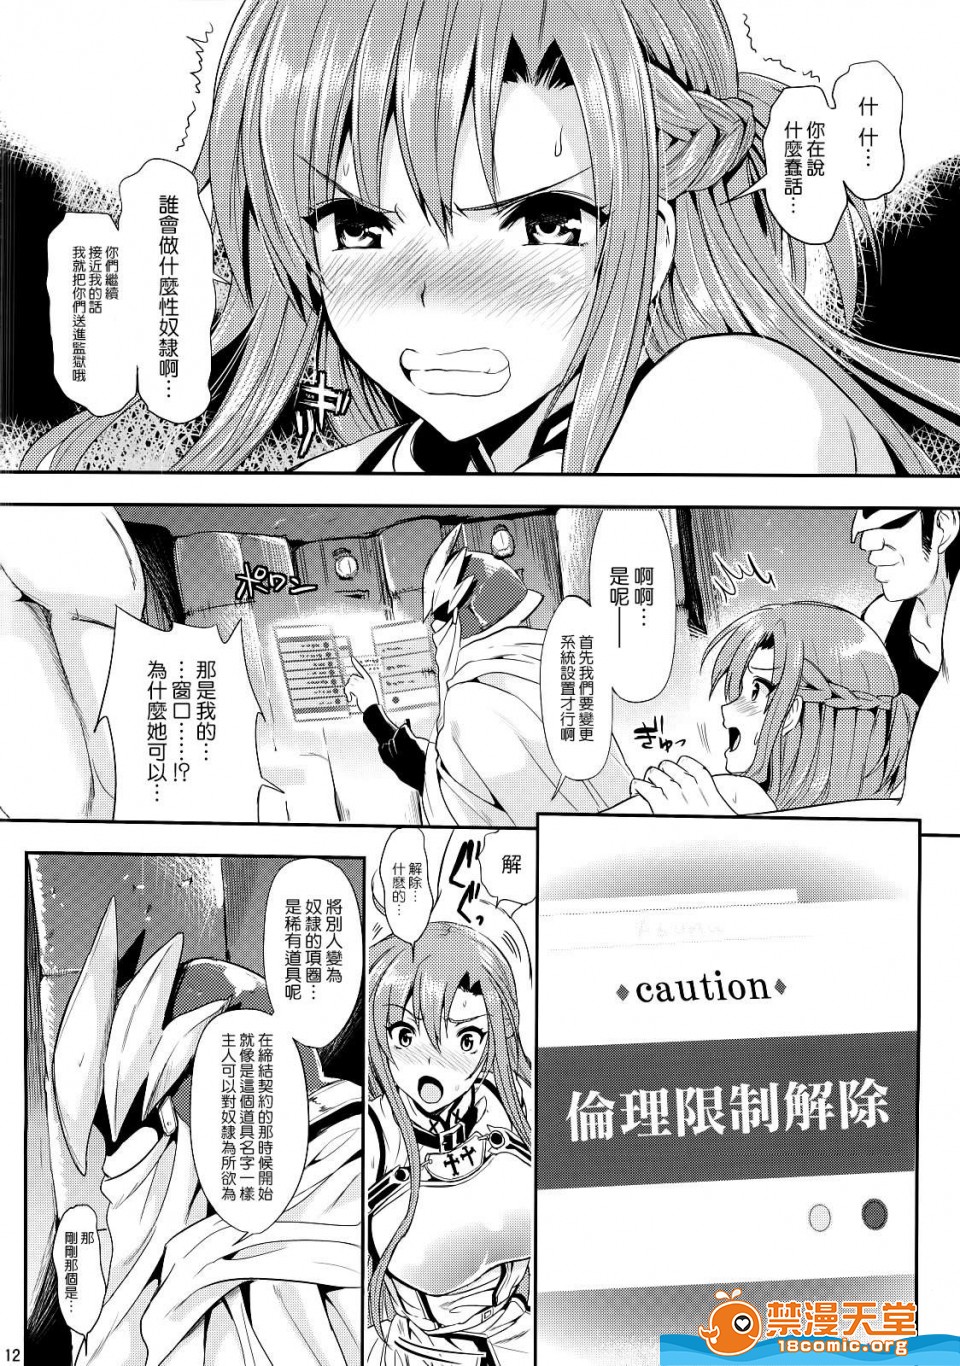 什什…
你在說
什麼蠢話…
誰會做什麼性奴隸啊…
你們繼續
接近我的話
我就把你們送進監獄哦
啊啊…
是呢——
首先我們要變更
系統設置才行啊
ぎゅっ
ポワン
那是我的…
…窗口……!?
為什麼她可以…
caution
倫理限制解除
解
解除…
什麼的…
將別人變為
奴隸的項圈…
是稀有道具呢
在締結契約的那時候開始
就像是這個道具名字一樣
主人可以對奴隸為所欲為
那
剛剛那個是…
12
禁漫天堂
18comic.org